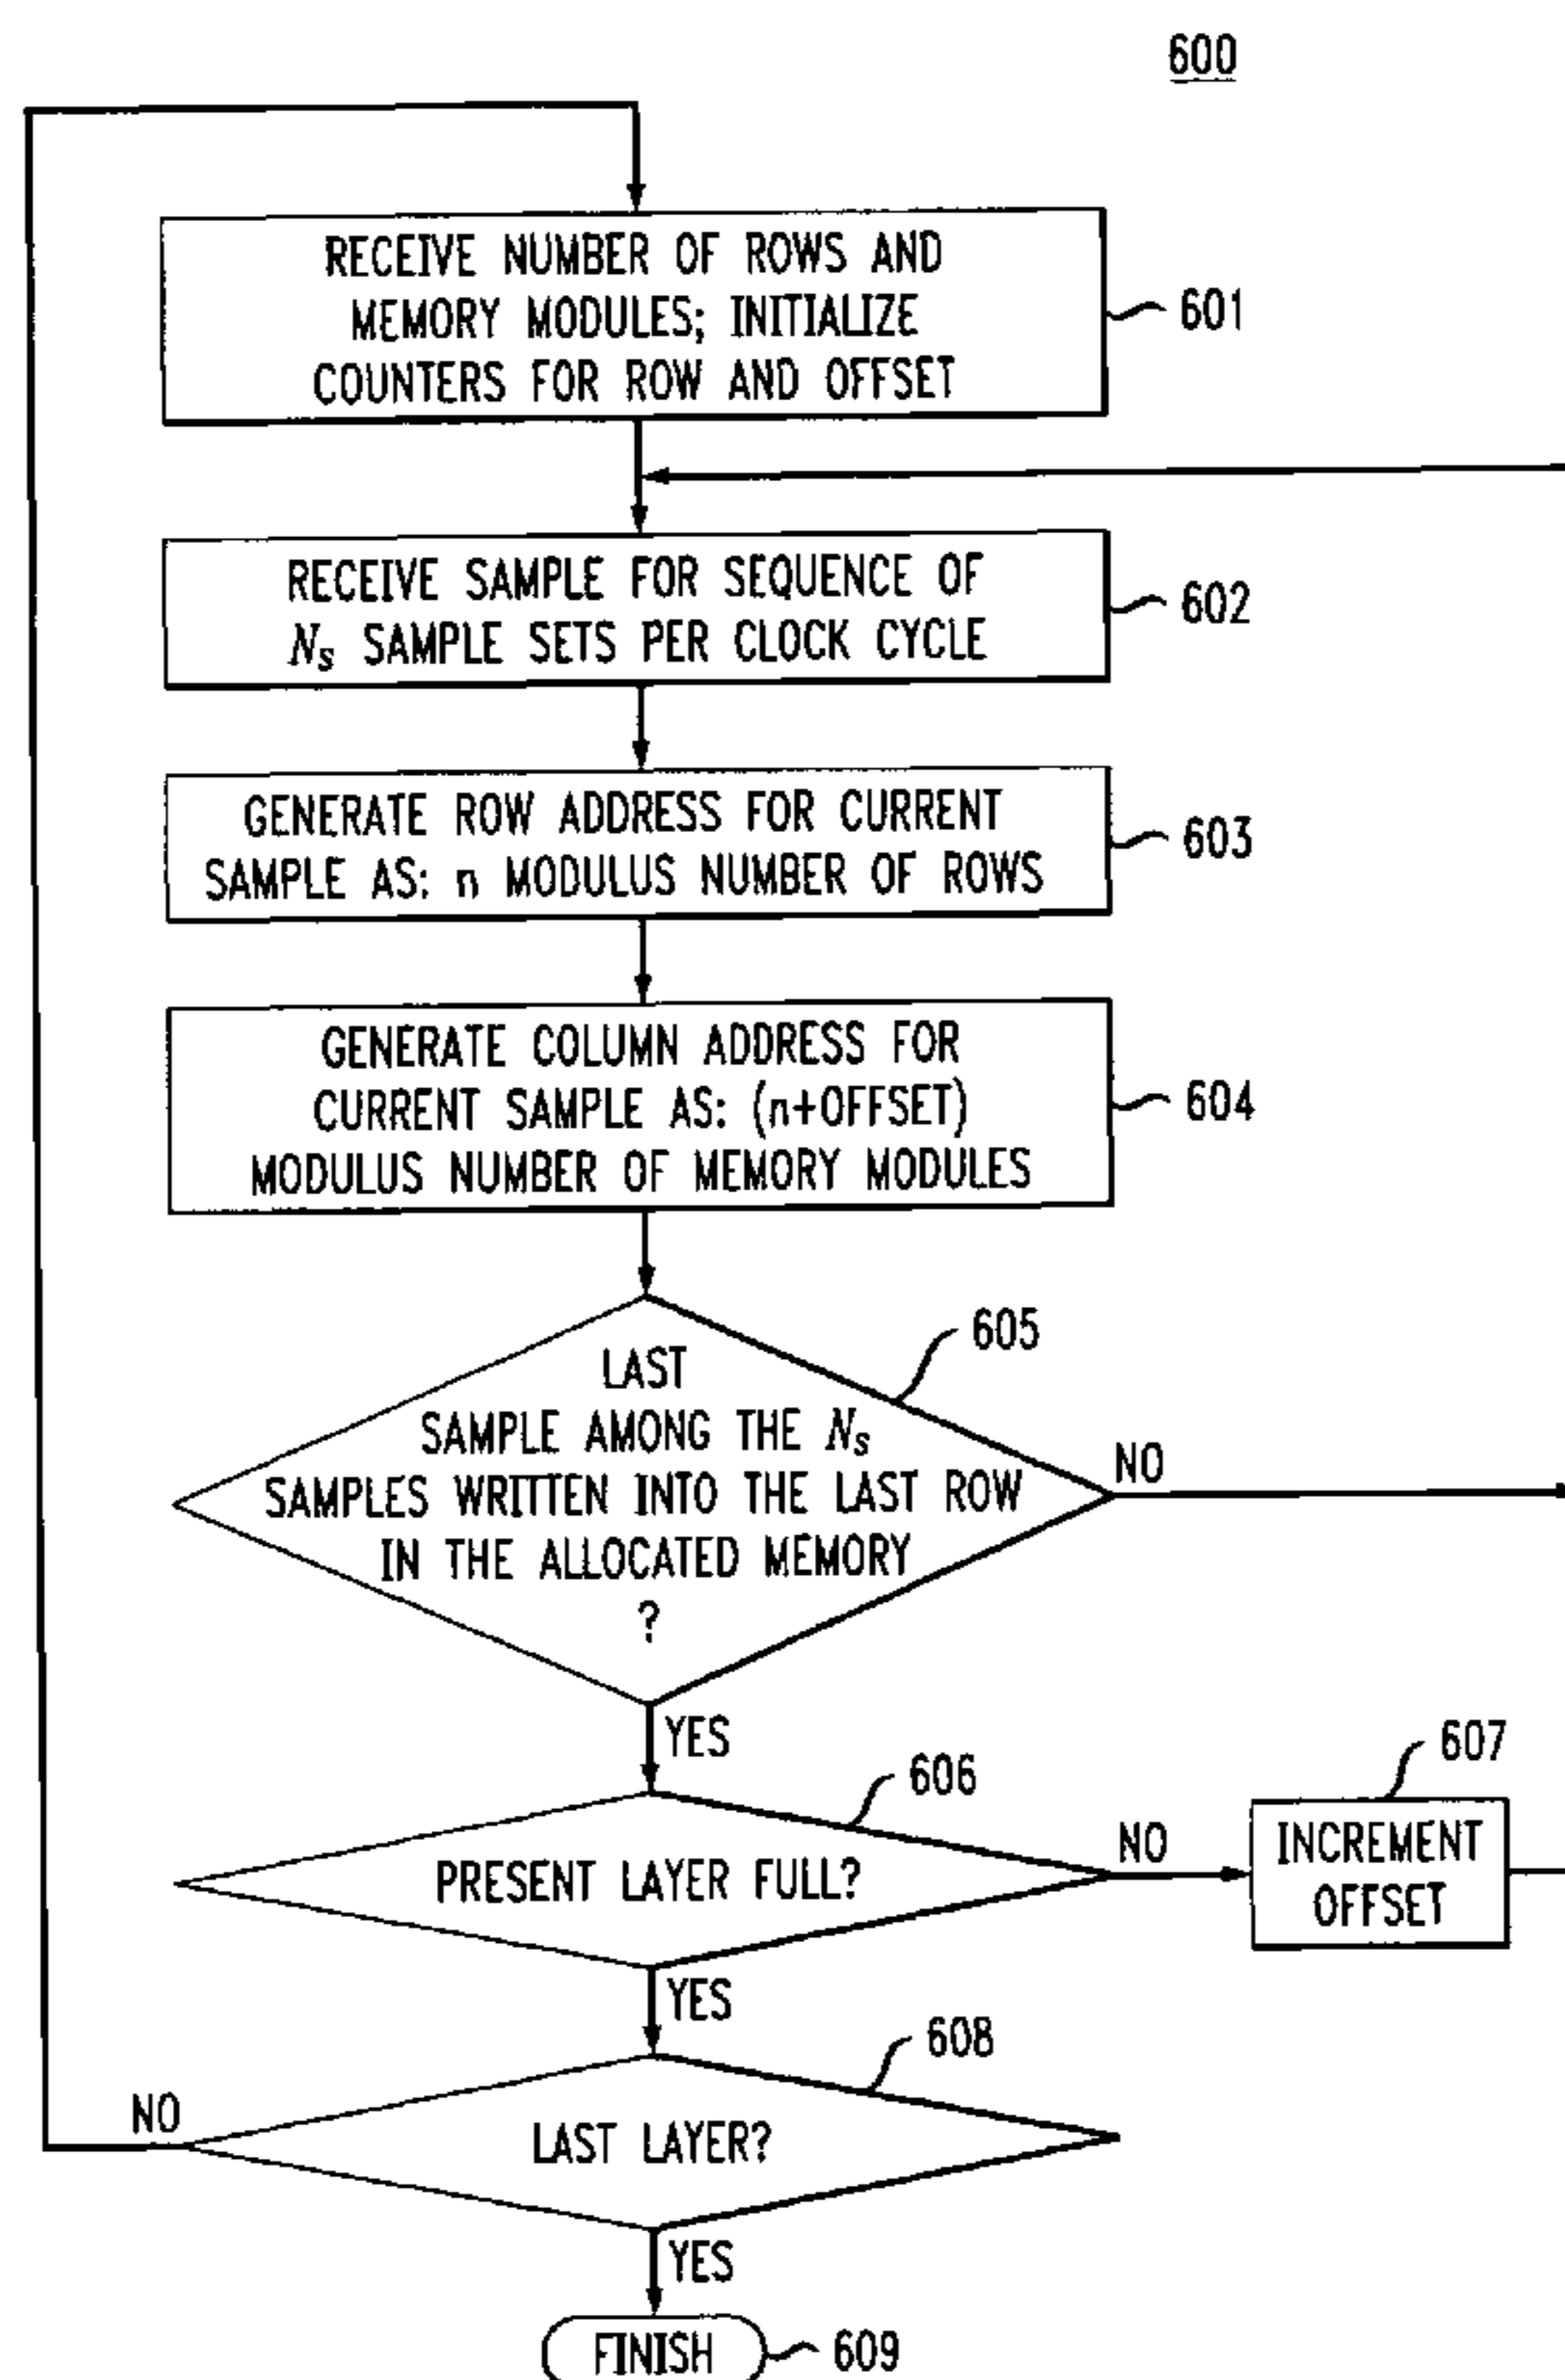 600
RECEIVE NUMBER OF ROWS AND
MEMORY MODULES; INITIALIZE
COUNTERS FOR ROW AND OFFSET
601
RECEIVE SAMPLE FOR SEQUENCE OF
Ns SAMPLE SETS PER CLOCK CYCLE
602
GENERATE ROW ADDRESS FOR CURRENT
SAMPLE AS: n MODULUS NUMBER OF ROWS
603
GENERATE COLUMN ADDRESS FOR
CURRENT SAMPLE AS: (n+OFFSET)
MODULUS NUMBER OF MEMORY MODULES
604
605
LAST
SAMPLE AMONG THE Ns
SAMPLES WRITTEN INTO THE LAST ROW
IN THE ALLOCATED MEMORY
?
NO
YES
606
PRESENT LAYER FULL?
NO
607
INCREMENT
OFFSET
YES
608
LAST LAYER?
NO
YES
FINISH
609